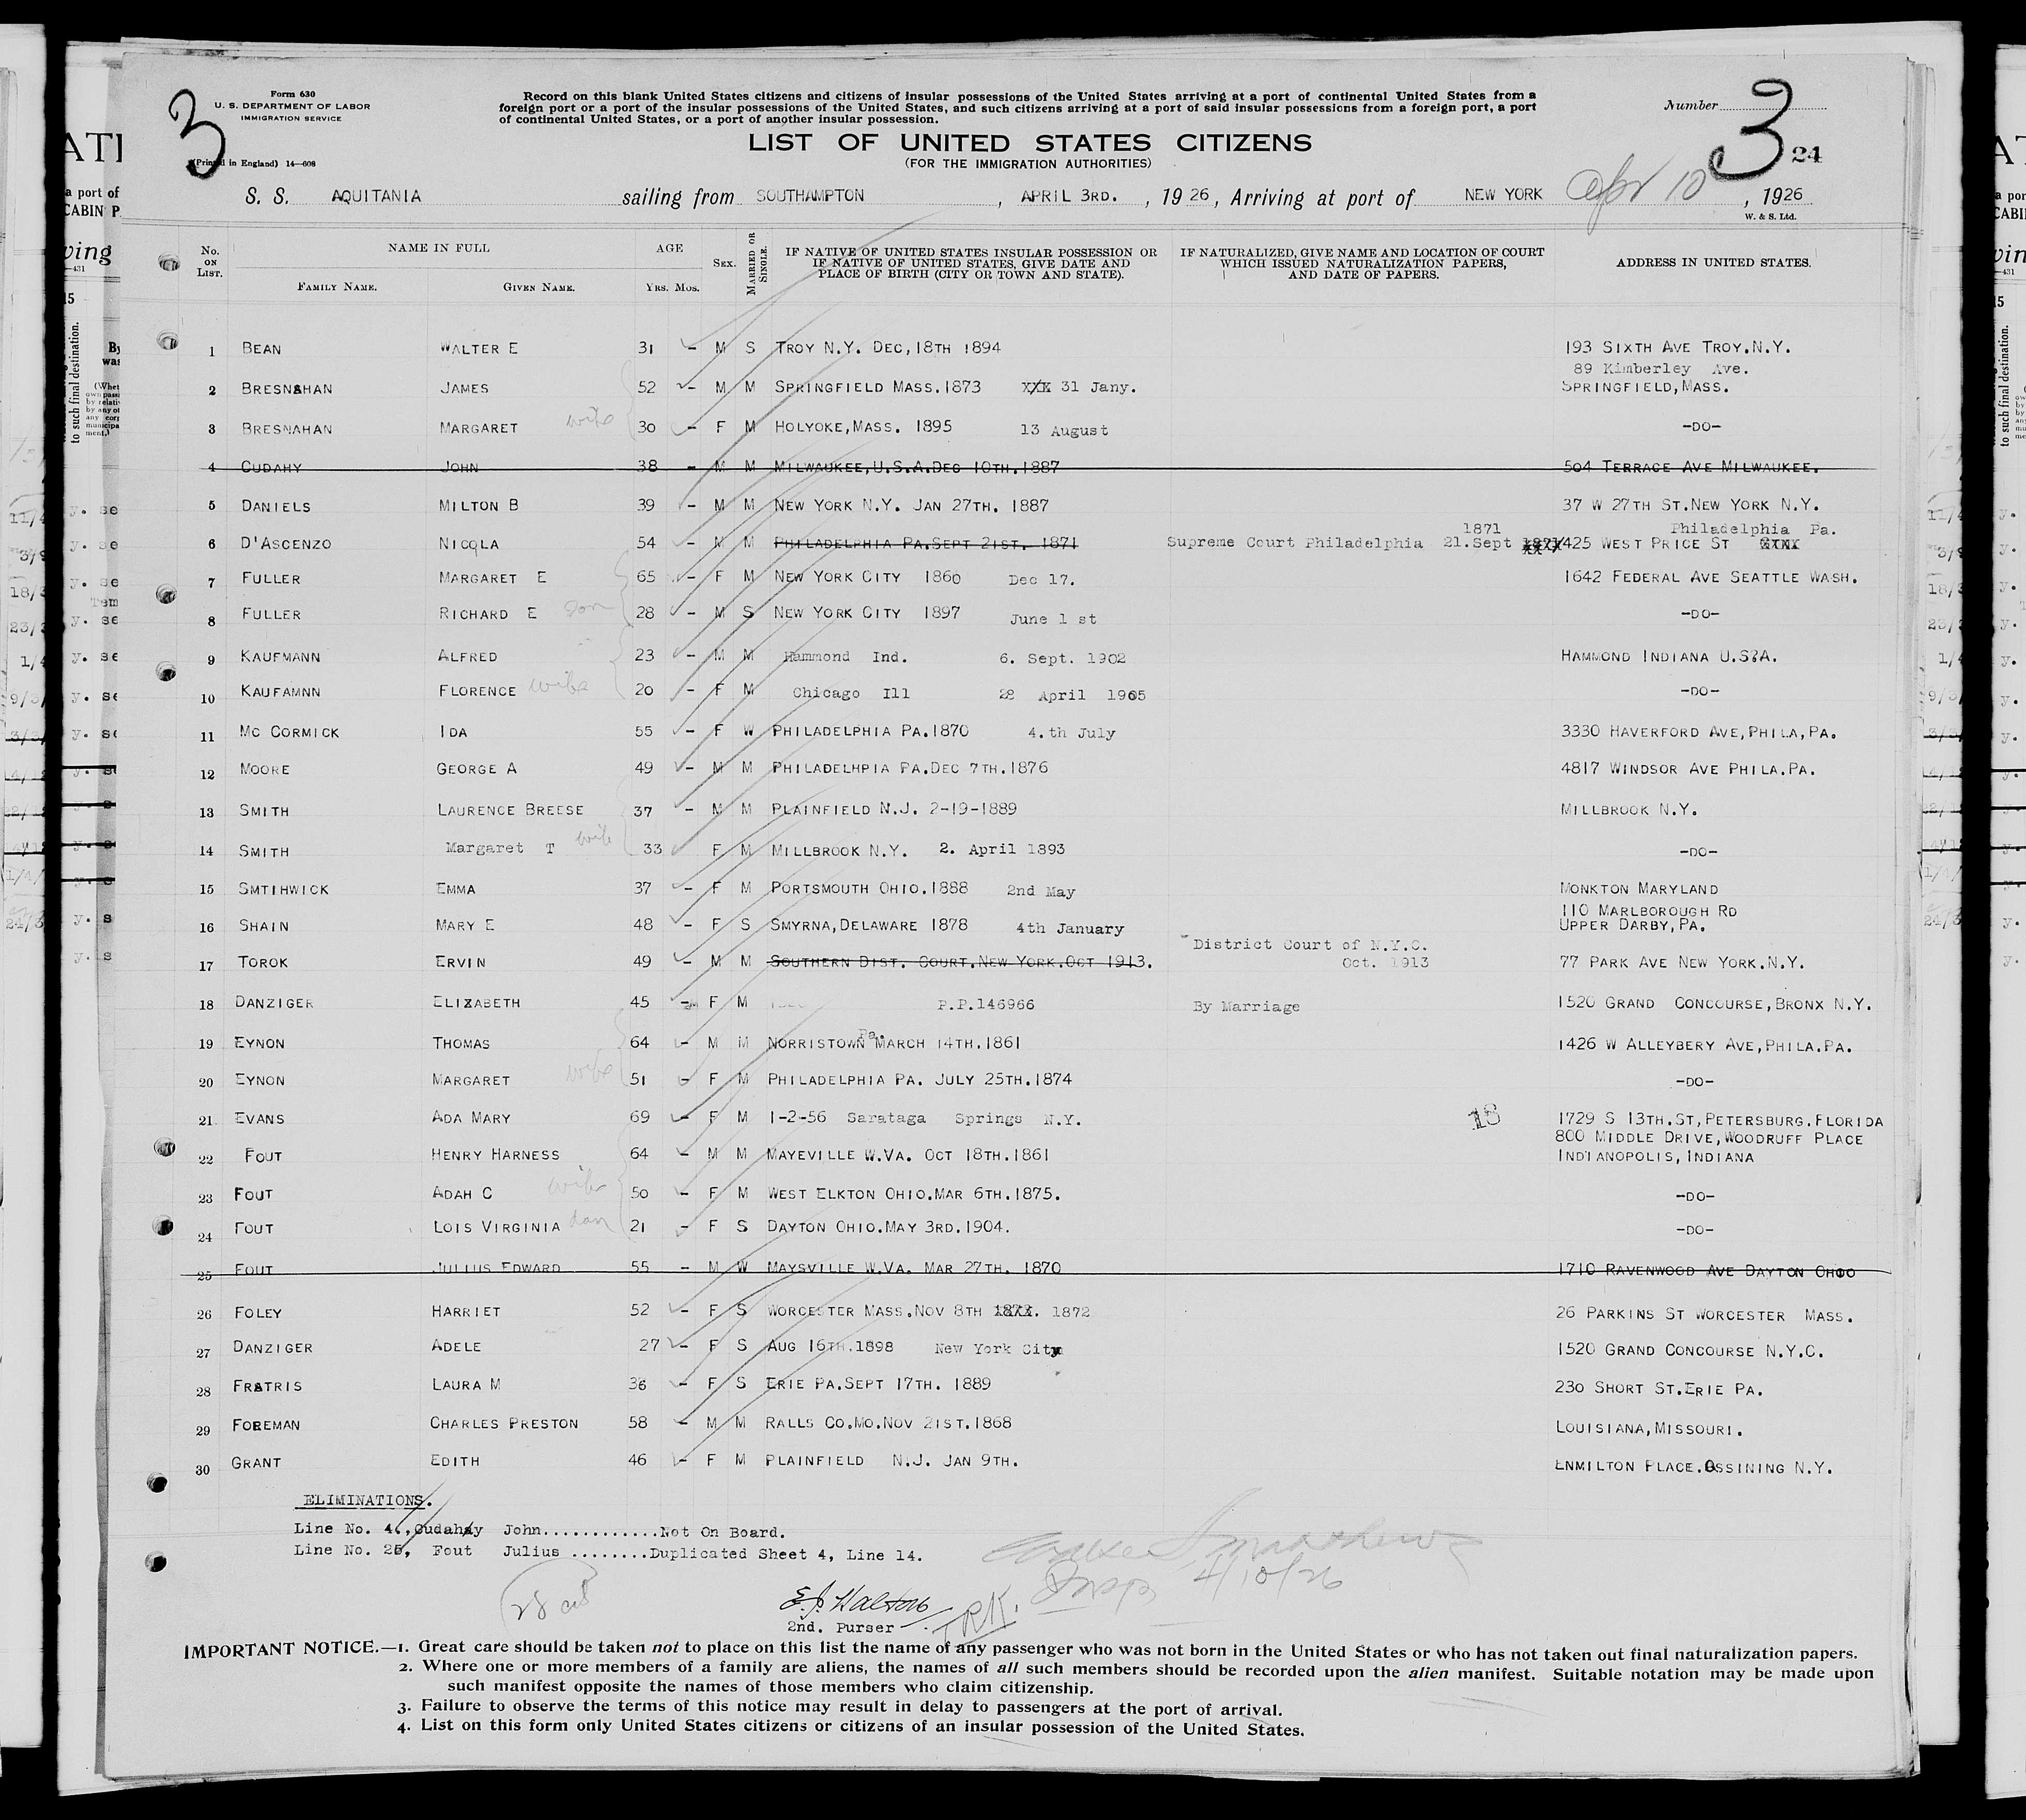 Form 630
U. S. DEPARTMENT OF LABOR
IMMIGRATION SERVICE
(Printed in England) 14—608
3
Record on this blank United States citizens and citizens of insular possessions of the United States arriving at a port of continental United States from a
foreign port or a port of the insular possessions of the United States, and such citizens arriving at a port of said insular possessions from a foreign port, a port
of continental United States, or a port of another insular possession.
Number 3
24
LIST OF UNITED STATES CITIZENS
(FOR THE IMMIGRATION AUTHORITIES)
S. S. AQUITANIA sailing from SOUTHAMPTON, APRIL 3RD., 1926, Arriving at port of NEW YORK Apr 10, 1926
W. & S. Ltd.
No. ON LIST. NAME IN FULL AGE SEX. MARRIED OR SINGLE. IF NATIVE OF UNITED STATES INSULAR POSSESSION OR IF NATIVE OF UNITED STATES, GIVE DATE AND PLACE OF BIRTH (CITY OR TOWN AND STATE). IF NATURALIZED, GIVE NAME AND LOCATION OF COURT WHICH ISSUED NATURALIZATION PAPERS, AND DATE OF PAPERS. ADDRESS IN UNITED STATES.
FAMILY NAME. GIVEN NAME. YRS. MOS.
1 BEAN WALTER E 31 - M S TROY N.Y. DEC,18TH 1894 193 SIXTH AVE TROY.N.Y.
89 Kimberley Ave.
2 BRESNAHAN JAMES 52 - M M SPRINGFIELD MASS.1873 31 Jany. SPRINGFIELD,MASS.
3 BRESNAHAN MARGARET wife 30 - F M HOLYOKE,MASS. 1895 13 August -DO-
4 CUDAHY JOHN 38 - M M MILWAUKEE,U.S.A.DEC 10TH.1887 504 TERRACE AVE MILWAUKEE.
5 DANIELS MILTON B 39 - M M NEW YORK N.Y. JAN 27TH. 1887 37 W 27TH ST.NEW YORK N.Y.
1871 Philadelphia Pa.
6 D'ASCENZO NICOLA 54 - M M PHILADELPHIA PA.SEPT 21ST. 1871 Supreme Court Philadelphia 21.Sept 1871 425 WEST PRICE ST
7 FULLER MARGARET E 65 - F M NEW YORK CITY 1860 Dec 17. 1642 FEDERAL AVE SEATTLE WASH.
8 FULLER RICHARD E son 28 - M S NEW YORK CITY 1897 June 1 st -DO-
9 KAUFMANN ALFRED 23 - M M Hammond Ind. 6. Sept. 1902 HAMMOND INDIANA U.S?A.
10 KAUFAMNN FLORENCE wife 20 - F M Chicago Ill 28 April 1905 -DO-
11 MC CORMICK IDA 55 - F W PHILADELPHIA PA.1870 4.th July 3330 HAVERFORD AVE,PHILA,PA.
12 MOORE GEORGE A 49 - M M PHILADELHPIA PA.DEC 7TH.1876 4817 WINDSOR AVE PHILA.PA.
13 SMITH LAURENCE BREESE 37 - M M PLAINFIELD N.J. 2-19-1889 MILLBROOK N.Y.
14 SMITH Margaret T wife 33 F M MILLBROOK N.Y. 2. April 1893 -DO-
15 SMTIHWICK EMMA 37 - F M PORTSMOUTH OHIO.1888 2nd May MONKTON MARYLAND
110 MARLBOROUGH RD
16 SHAIN MARY E 48 - F S SMYRNA,DELAWARE 1878 4th January UPPER DARBY,PA.
District Court of N.Y.C.
17 TOROK ERVIN 49 - M M SOUTHERN DIST. COURT,NEW YORK.OCT 1913. Oct. 1913 77 PARK AVE NEW YORK.N.Y.
18 DANZIGER ELIZABETH 45 - F M P.P.146966 By Marriage 1520 GRAND CONCOURSE,BRONX N.Y.
19 EYNON THOMAS 64 - M M NORRISTOWN Pa. MARCH 14TH.1861 1426 W ALLEYBERY AVE,PHILA.PA.
20 EYNON MARGARET wife 51 - F M PHILADELPHIA PA. JULY 25TH.1874 -DO-
21 EVANS ADA MARY 69 - F M 1-2-56 Sarataga Springs N.Y. 18 1729 S 13TH.ST,PETERSBURG.FLORIDA
800 MIDDLE DRIVE,WOODRUFF PLACE
22 FOUT HENRY HARNESS 64 - M M MAYEVILLE W.VA. OCT 18TH.1861 INDIANOPOLIS,INDIANA
23 FOUT ADAH C wife 50 - F M WEST ELKTON OHIO.MAR 6TH.1875. -DO-
24 FOUT LOIS VIRGINIA dau 21 - F S DAYTON OHIO.MAY 3RD.1904. -DO-
25 FOUT JULIUS EDWARD 55 - M W MAYSVILLE W.VA. MAR 27TH. 1870 1710 RAVENWOOD AVE DAYTON OHIO
26 FOLEY HARRIET 52 - F S WORCESTER MASS.NOV 8TH 1872 26 PARKINS ST WORCESTER MASS.
27 DANZIGER ADELE 27 - F S AUG 16TH.1898 New York City 1520 GRAND CONCOURSE N.Y.C.
28 FRATRIS LAURA M 36 - F S ERIE PA.SEPT 17TH. 1889 230 SHORT ST.ERIE PA.
29 FOREMAN CHARLES PRESTON 58 - M M RALLS CO.MO.NOV 21ST.1868 LOUISIANA,MISSOURI.
30 GRANT EDITH 46 - F M PLAINFIELD N.J. JAN 9TH. ENMILTON PLACE.OSSINING N.Y.
ELIMINATIONS.
Line No. 4.,Cudahy John............Not On Board.
Line No. 25, Fout Julius ........Duplicated Sheet 4, Line 14.
Insp 4/10/26
28 cit
2nd. Purser
IMPORTANT NOTICE.—1. Great care should be taken not to place on this list the name of any passenger who was not born in the United States or who has not taken out final naturalization papers.
2. Where one or more members of a family are aliens, the names of all such members should be recorded upon the alien manifest. Suitable notation may be made upon
such manifest opposite the names of those members who claim citizenship.
3. Failure to observe the terms of this notice may result in delay to passengers at the port of arrival.
4. List on this form only United States citizens or citizens of an insular possession of the United States.